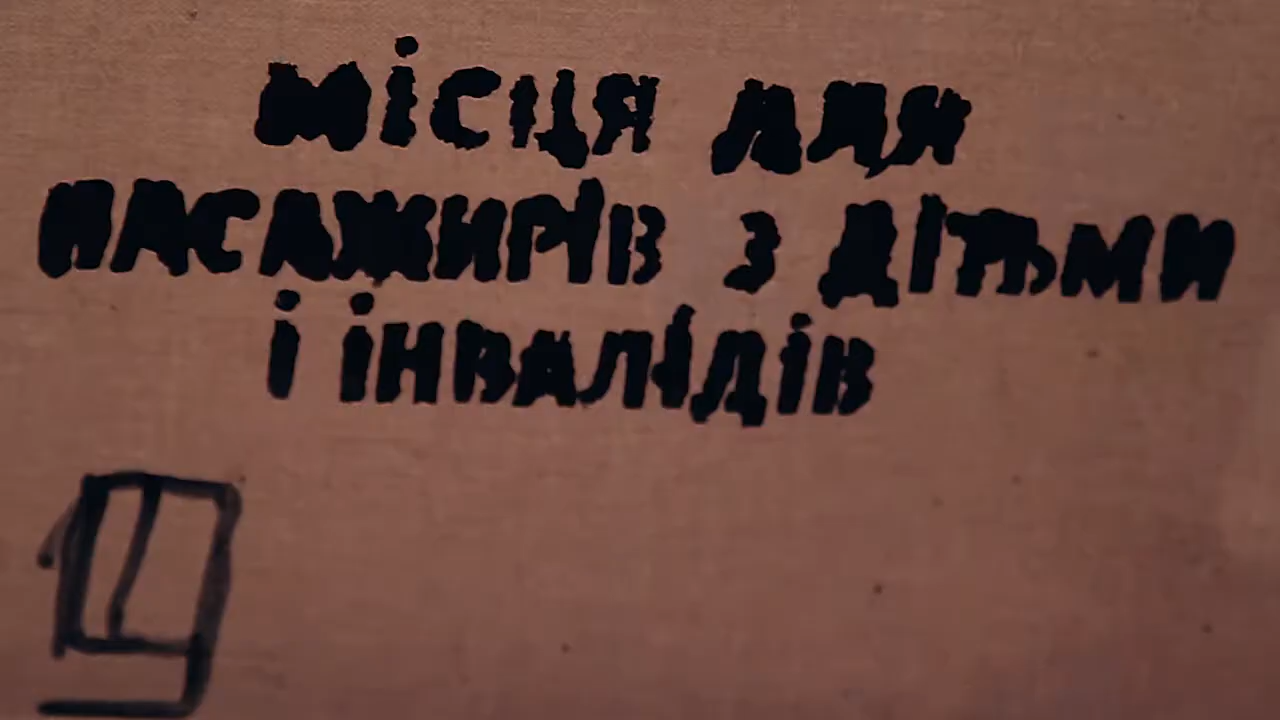 місця для
пасажирів з дітьми
і інвалідів